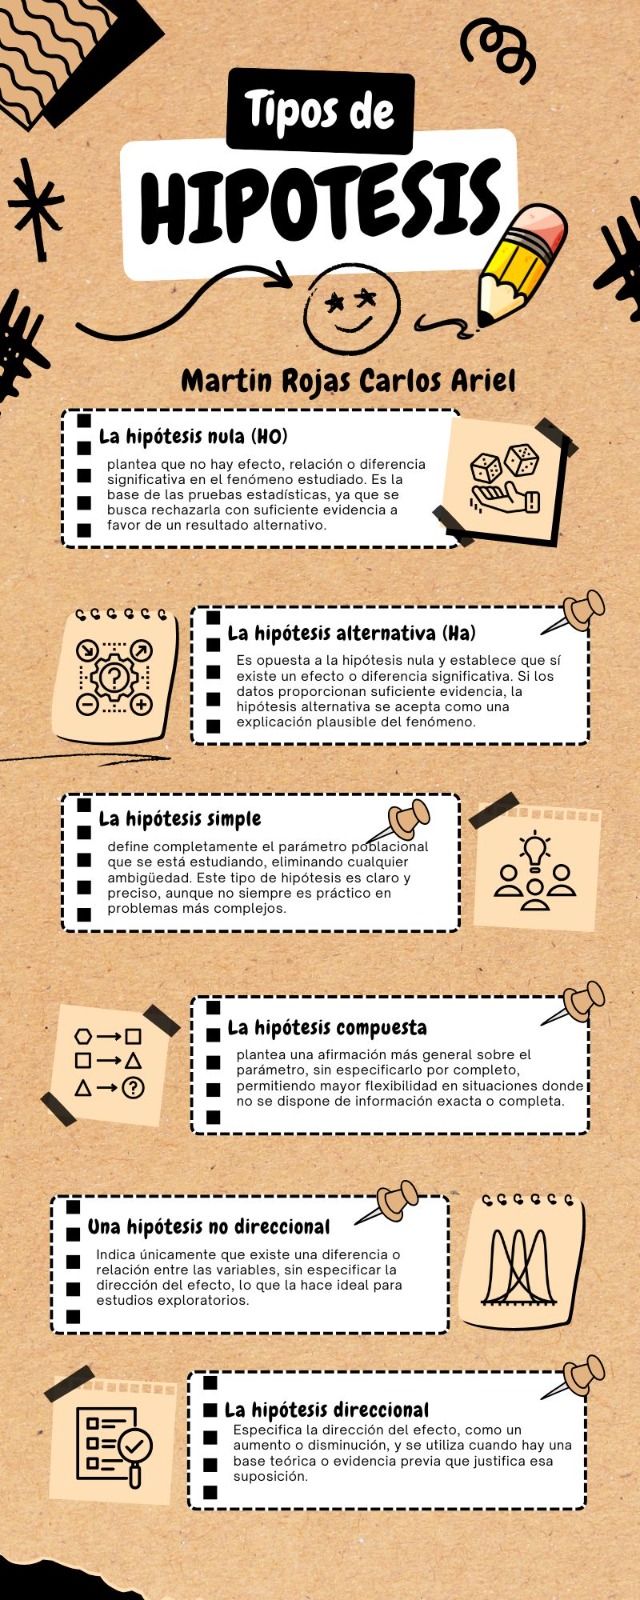 Tipos de
HIPOTESIS
Martin Rojas Carlos Ariel
La hipótesis nula (HO)
plantea que no hay efecto, relación o diferencia
significativa en el fenómeno estudiado. Es la
base de las pruebas estadísticas, ya que se
busca rechazarla con suficiente evidencia a
favor de un resultado alternativo.
La hipótesis alternativa (Ha)
Es opuesta a la hipótesis nula y establece que sí
existe un efecto o diferencia significativa. Si los
datos proporcionan suficiente evidencia, la
hipótesis alternativa se acepta como una
explicación plausible del fenómeno.
La hipótesis simple
define completamente el parámetro poblacional
que se está estudiando, eliminando cualquier
ambigüedad. Este tipo de hipótesis es claro y
preciso, aunque no siempre es práctico en
problemas más complejos.
La hipótesis compuesta
plantea una afirmación más general sobre el
parámetro, sin especificarlo por completo,
permitiendo mayor flexibilidad en situaciones donde
no se dispone de información exacta o completa.
Una hipótesis no direccional
Indica únicamente que existe una diferencia o
relación entre las variables, sin especificar la
dirección del efecto, lo que la hace ideal para
estudios exploratorios.
La hipótesis direccional
Especifica la dirección del efecto, como un
aumento o disminución, y se utiliza cuando hay una
base teórica o evidencia previa que justifica esa
suposición.